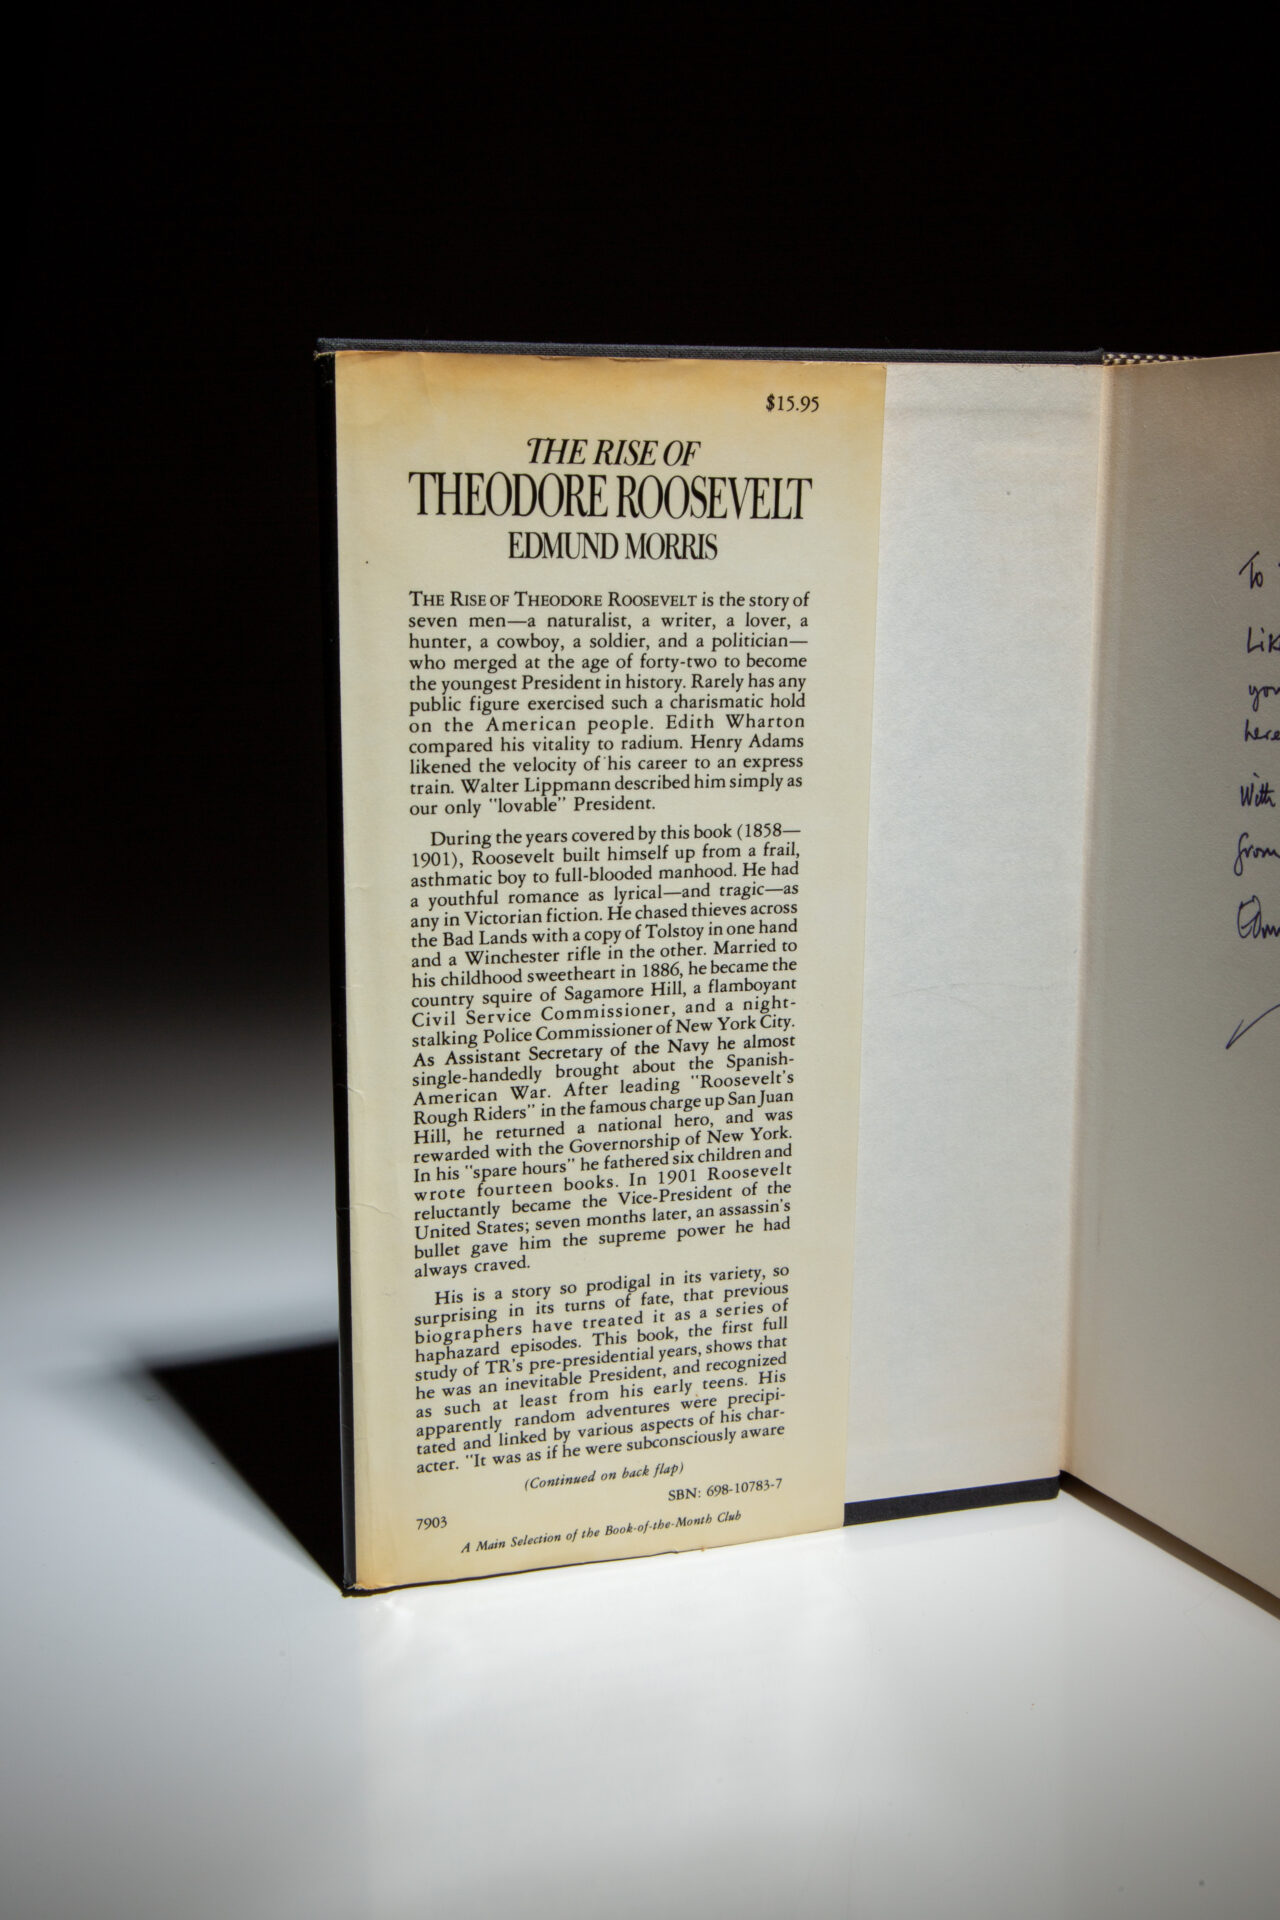 $15.95
THE RISE OF
THEODORE ROOSEVELT
EDMUND MORRIS
THE RISE OF THEODORE ROOSEVELT is the story of
seven men—a naturalist, a writer, a lover, a
hunter, a cowboy, a soldier, and a politician—
who merged at the age of forty-two to become
the youngest President in history. Rarely has any
public figure exercised such a charismatic hold
on the American people. Edith Wharton
compared his vitality to radium. Henry Adams
likened the velocity of his career to an express
train. Walter Lippmann described him simply as
our only "lovable" President.
During the years covered by this book (1858—
1901), Roosevelt built himself up from a frail,
asthmatic boy to full-blooded manhood. He had
a youthful romance as lyrical—and tragic—as
any in Victorian fiction. He chased thieves across
the Bad Lands with a copy of Tolstoy in one hand
and a Winchester rifle in the other. Married to
his childhood sweetheart in 1886, he became the
country squire of Sagamore Hill, a flamboyant
Civil Service Commissioner, and a night-
stalking Police Commissioner of New York City.
As Assistant Secretary of the Navy he almost
single-handedly brought about the Spanish-
American War. After leading "Roosevelt's
Rough Riders" in the famous charge up San Juan
Hill, he returned a national hero, and was
rewarded with the Governorship of New York.
In his "spare hours" he fathered six children and
wrote fourteen books. In 1901 Roosevelt
reluctantly became the Vice-President of the
United States; seven months later, an assassin's
bullet gave him the supreme power he had
always craved.
His is a story so prodigal in its variety, so
surprising in its turns of fate, that previous
biographers have treated it as a series of
haphazard episodes. This book, the first full
study of TR's pre-presidential years, shows that
he was an inevitable President, and recognized
as such at least from his early teens. His
apparently random adventures were precipi-
tated and linked by various aspects of his char-
acter. "It was as if he were subconsciously aware
(Continued on back flap)
SBN: 698-10783-7
7903
A Main Selection of the Book-of-the-Month Club
To
Lik
you
here
With
from
Edm